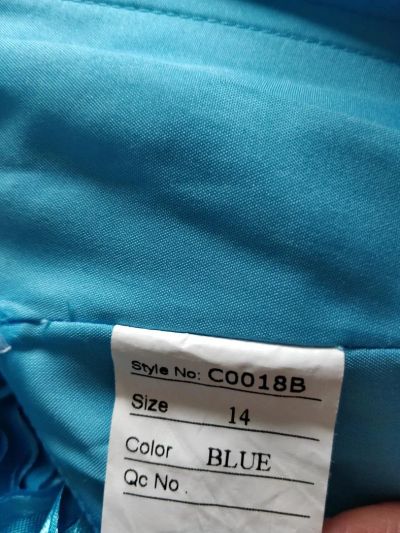 Style No: C0018B
Size 14
Color BLUE
Qc No